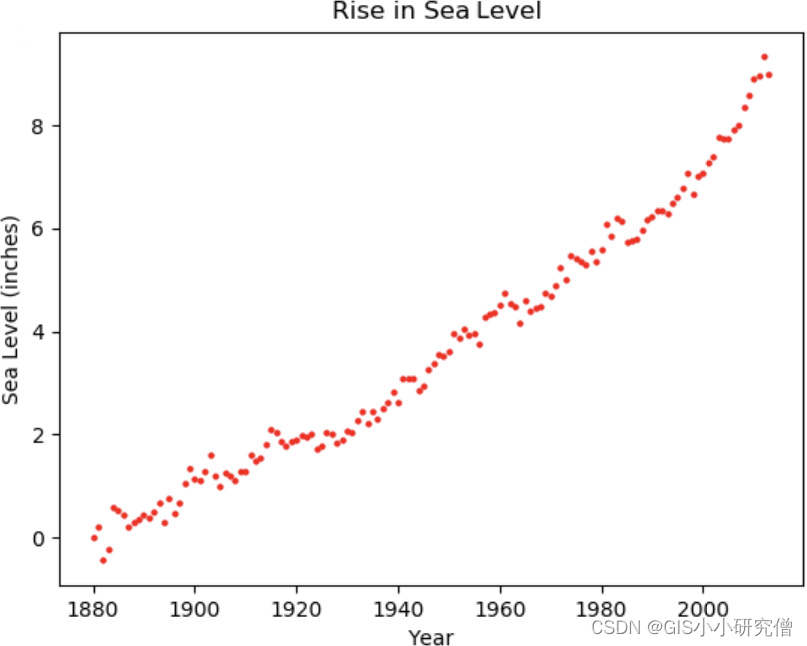 Rise in Sea Level
Sea Level (inches)
8
6
4
2
0
1880 1900 1920 1940 1960 1980 2000
Year
CSDN @GIS小小研究僧